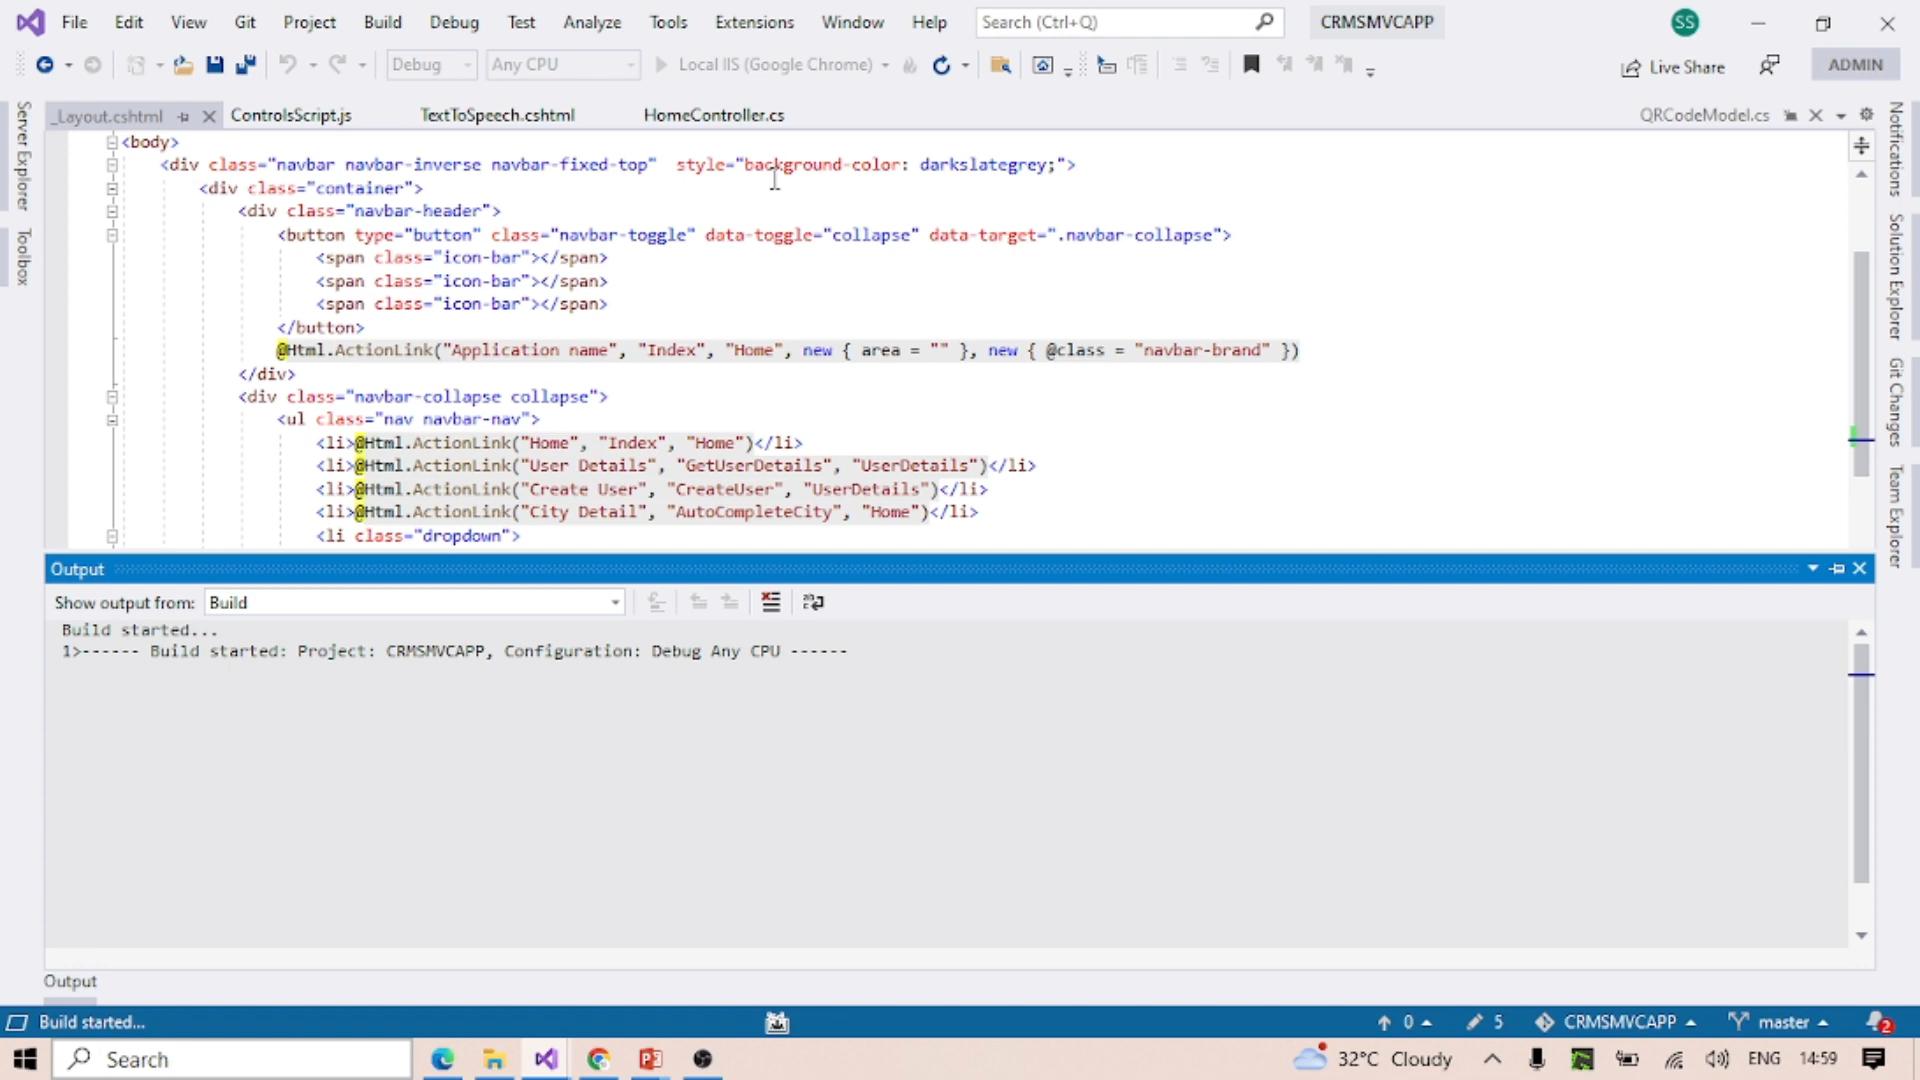 File Edit View Git Project Build Debug Test Analyze Tools Extensions Window Help Search (Ctrl+Q) CRMSMVCAPP SS
Debug Any CPU Local IIS (Google Chrome) Live Share ADMIN
_Layout.cshtml ControlsScript.js TextToSpeech.cshtml HomeController.cs QRCodeModel.cs
Server Explorer
Toolbox
Notifications
Solution Explorer
Git Changes
Team Explorer
<body>
<div class="navbar navbar-inverse navbar-fixed-top" style="background-color: darkslategrey;">
<div class="container">
<div class="navbar-header">
<button type="button" class="navbar-toggle" data-toggle="collapse" data-target=".navbar-collapse">
<span class="icon-bar"></span>
<span class="icon-bar"></span>
<span class="icon-bar"></span>
</button>
@Html.ActionLink("Application name", "Index", "Home", new { area = "" }, new { @class = "navbar-brand" })
</div>
<div class="navbar-collapse collapse">
<ul class="nav navbar-nav">
<li>@Html.ActionLink("Home", "Index", "Home")</li>
<li>@Html.ActionLink("User Details", "GetUserDetails", "UserDetails")</li>
<li>@Html.ActionLink("Create User", "CreateUser", "UserDetails")</li>
<li>@Html.ActionLink("City Detail", "AutoCompleteCity", "Home")</li>
<li class="dropdown">
Output
Show output from: Build
Build started...
1>------ Build started: Project: CRMSMVCAPP, Configuration: Debug Any CPU ------
Output
Build started... 0 5 CRMSMVCAPP master 2
Search 32°C Cloudy ENG 14:59